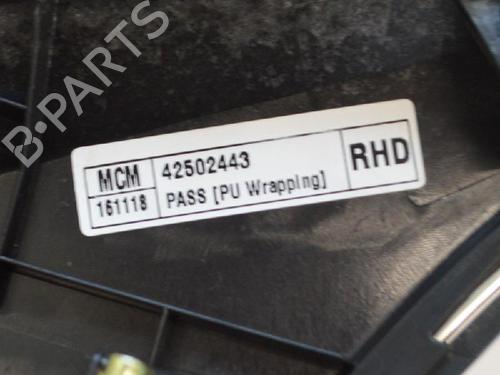 B-PARTS
MCM 42502443 RHD
161118 PASS [PU Wrapping]